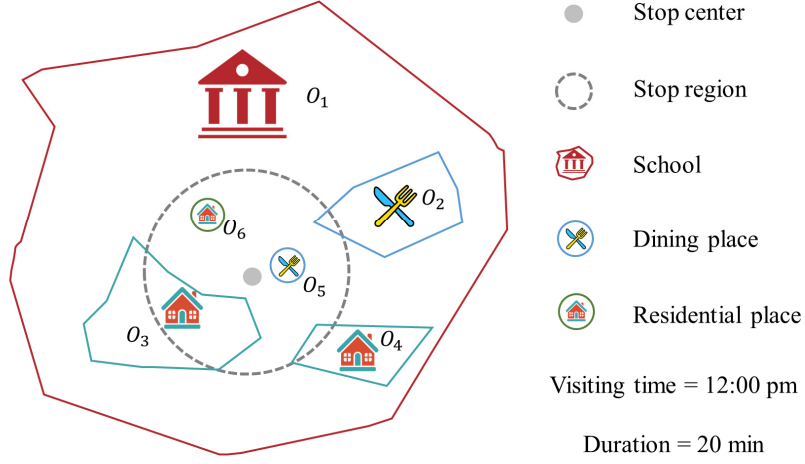 O₁
O₂
O₆
O₅
O₃
O₄
Stop center
Stop region
School
Dining place
Residential place
Visiting time = 12:00 pm
Duration = 20 min